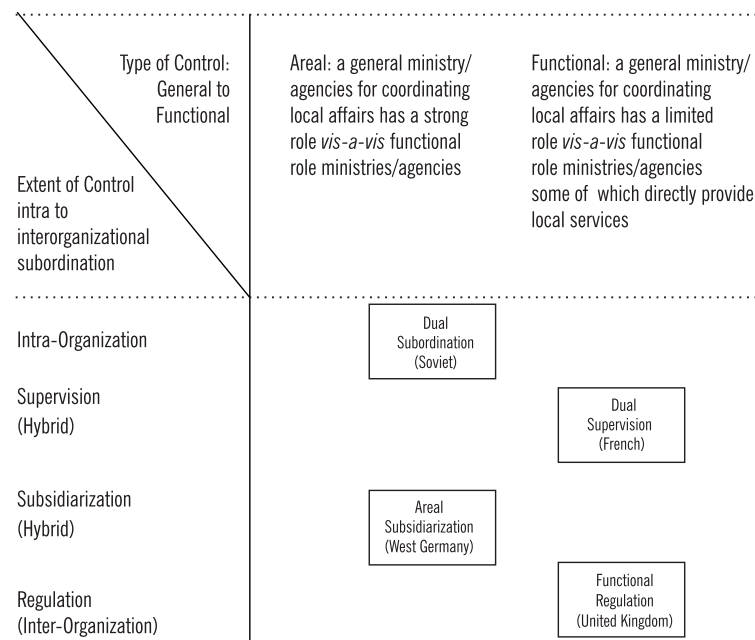 Type of Control:
General to
Functional
Extent of Control
intra to
interorganizational
subordination
Areal: a general ministry/
agencies for coordinating
local affairs has a strong
role vis-a-vis functional
role ministries/agencies
Functional: a general ministry/
agencies for coordinating
local affairs has a limited
role vis-a-vis functional
role ministries/agencies
some of which directly provide
local services
Intra-Organization
Dual
Subordination
(Soviet)
Supervision
(Hybrid)
Dual
Supervision
(French)
Subsidiarization
(Hybrid)
Areal
Subsidiarization
(West Germany)
Regulation
(Inter-Organization)
Functional
Regulation
(United Kingdom)